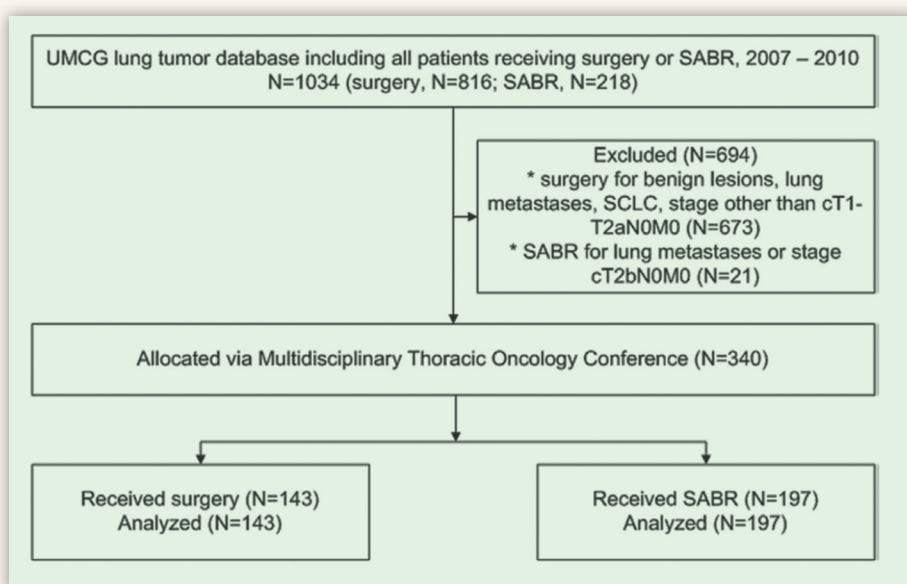 UMCG lung tumor database including all patients receiving surgery or SABR, 2007 – 2010
N=1034 (surgery, N=816; SABR, N=218)
Excluded (N=694)
* surgery for benign lesions, lung
metastases, SCLC, stage other than cT1-
T2aN0M0 (N=673)
* SABR for lung metastases or stage
cT2bN0M0 (N=21)
Allocated via Multidisciplinary Thoracic Oncology Conference (N=340)
Received surgery (N=143)
Analyzed (N=143)
Received SABR (N=197)
Analyzed (N=197)